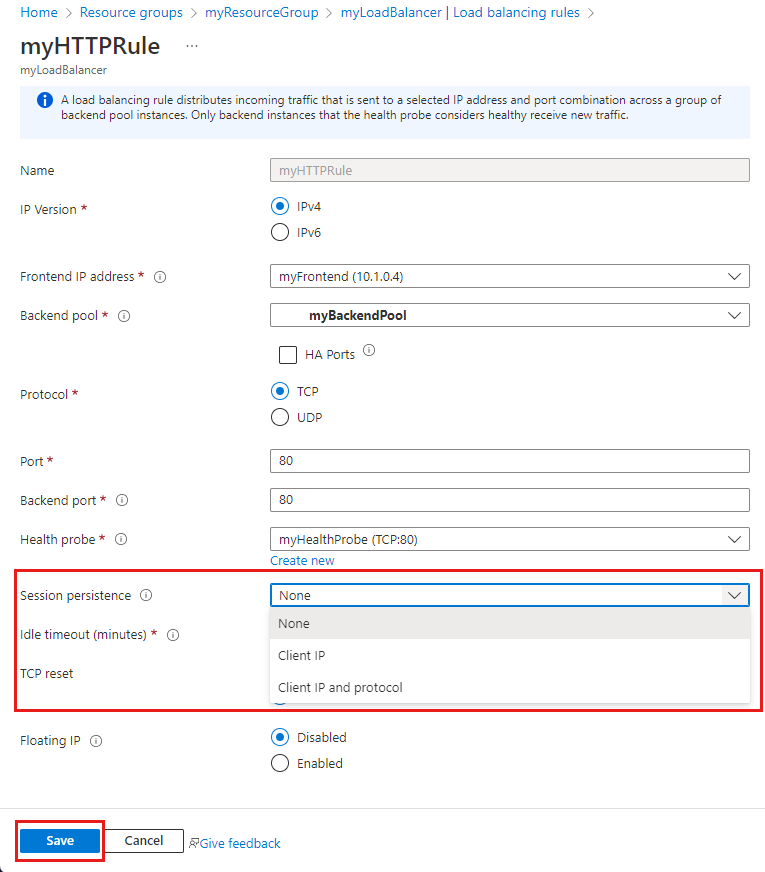 Home > Resource groups > myResourceGroup > myLoadBalancer | Load balancing rules >
myHTTPRule ...
myLoadBalancer
A load balancing rule distributes incoming traffic that is sent to a selected IP address and port combination across a group of
backend pool instances. Only backend instances that the health probe considers healthy receive new traffic.
Name
myHTTPRule
IP Version *
IPv4
IPv6
Frontend IP address *
myFrontend (10.1.0.4)
Backend pool *
myBackendPool
HA Ports
Protocol *
TCP
UDP
Port *
80
Backend port *
80
Health probe *
myHealthProbe (TCP:80)
Create new
Session persistence
None
None
Idle timeout (minutes) *
Client IP
TCP reset
Client IP and protocol
Floating IP
Disabled
Enabled
Save
Cancel
Give feedback